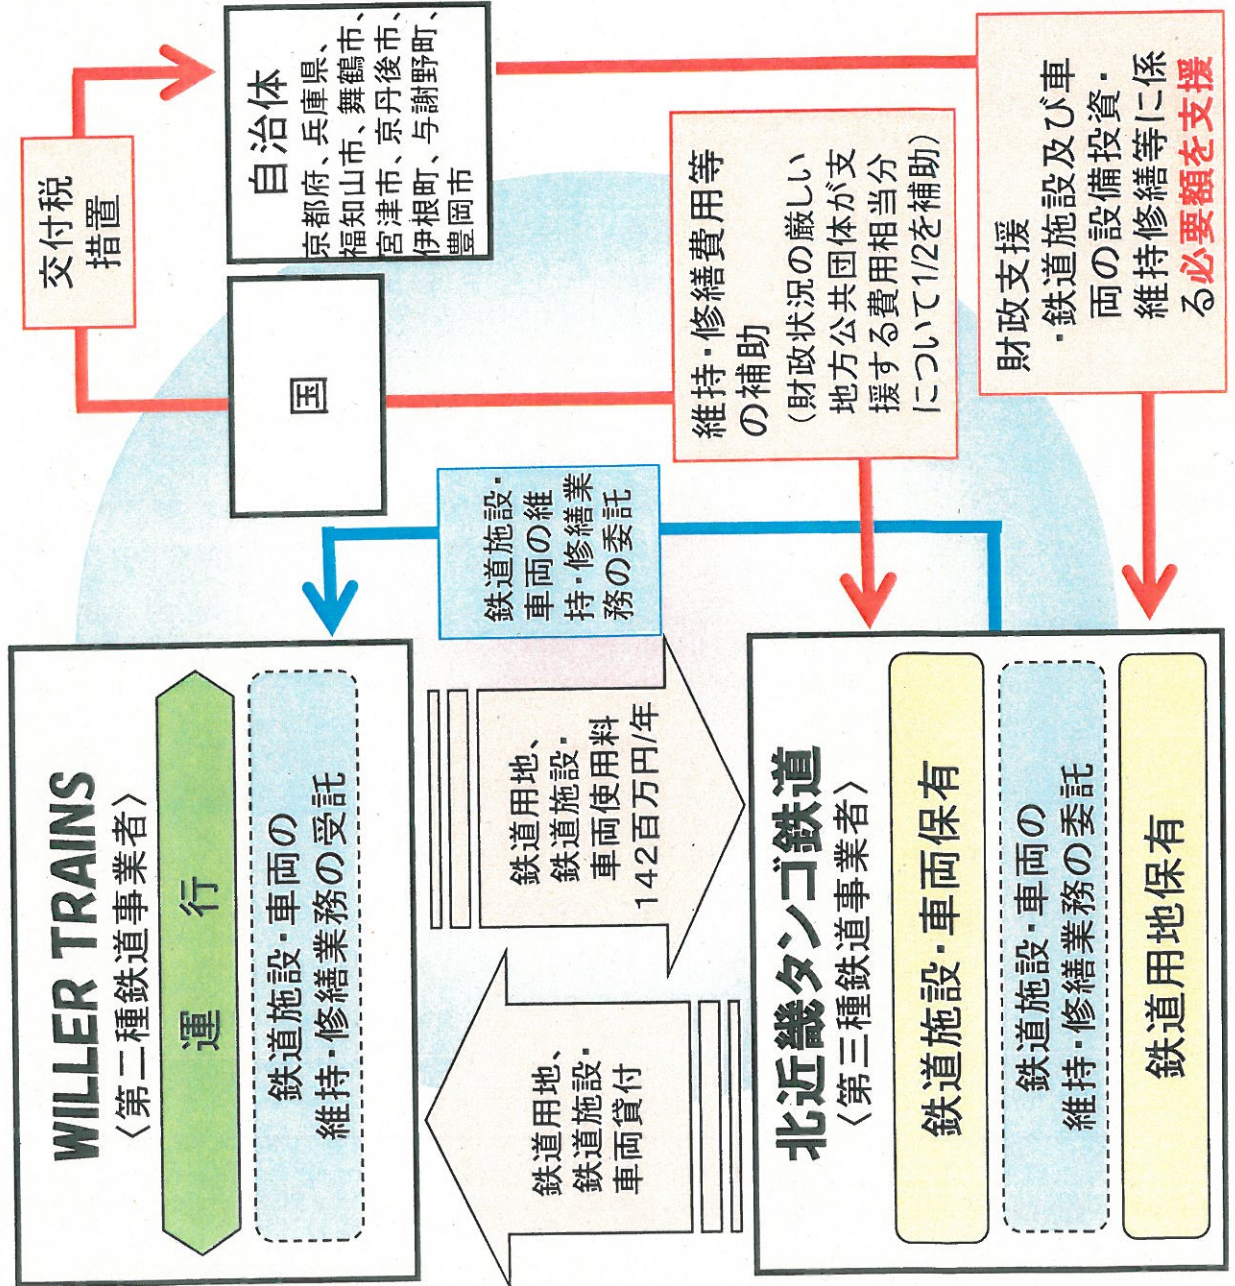 WILLER TRAINS
〈第二種鉄道事業者〉
運 行
鉄道施設・車両の
維持・修繕業務の受託
鉄道用地、
鉄道施設・
車両貸付
鉄道用地、
鉄道施設・
車両使用料
142百万円/年
北近畿タンゴ鉄道
〈第三種鉄道事業者〉
鉄道施設・車両保有
鉄道施設・車両の
維持・修繕業務の委託
鉄道用地保有
鉄道施設・
車両の維
持・修繕業
務の委託
国
交付税
措置
自治体
京都府、兵庫県、
福知山市、舞鶴市、
宮津市、京丹後市、
伊根町、与謝野町、
豊岡市
維持・修繕費用等
の補助
(財政状況の厳しい
地方公共団体が支
援する費用相当分
について1/2を補助)
財政支援
・鉄道施設及び車
両の設備投資・
維持修繕等に係
る必要額を支援